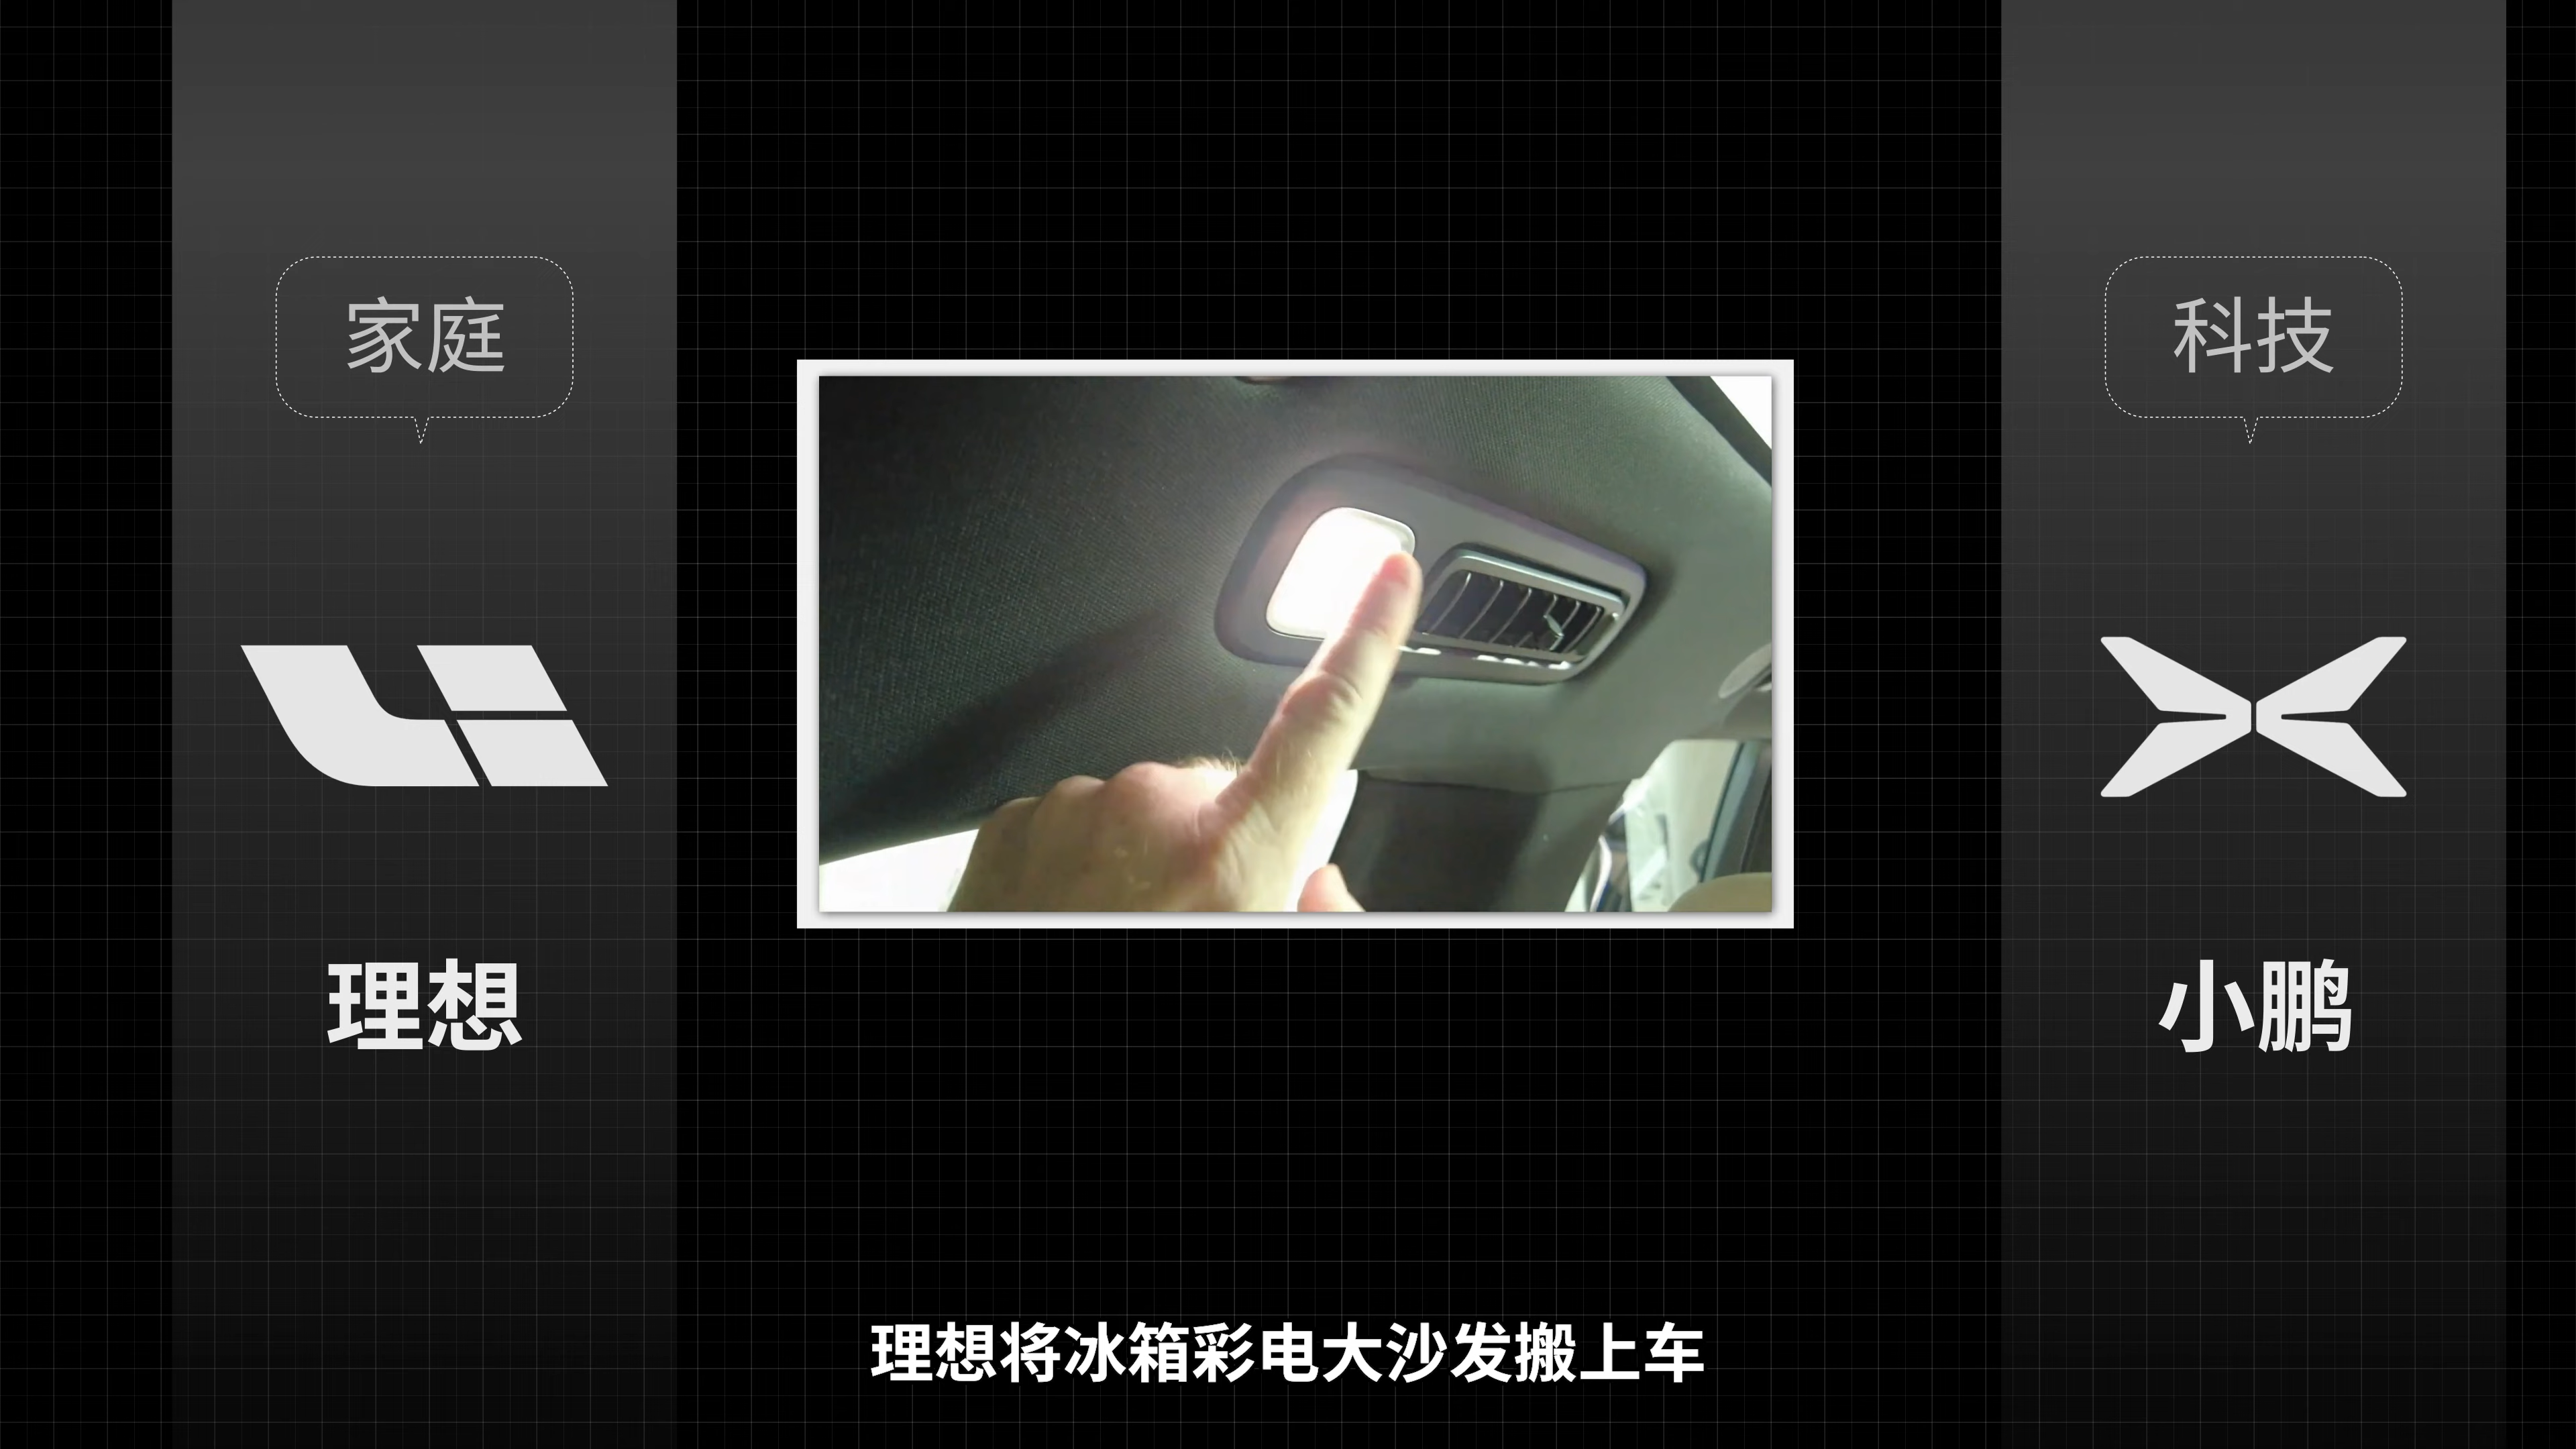 家庭
理想
科技
小鹏
理想将冰箱彩电大沙发搬上车